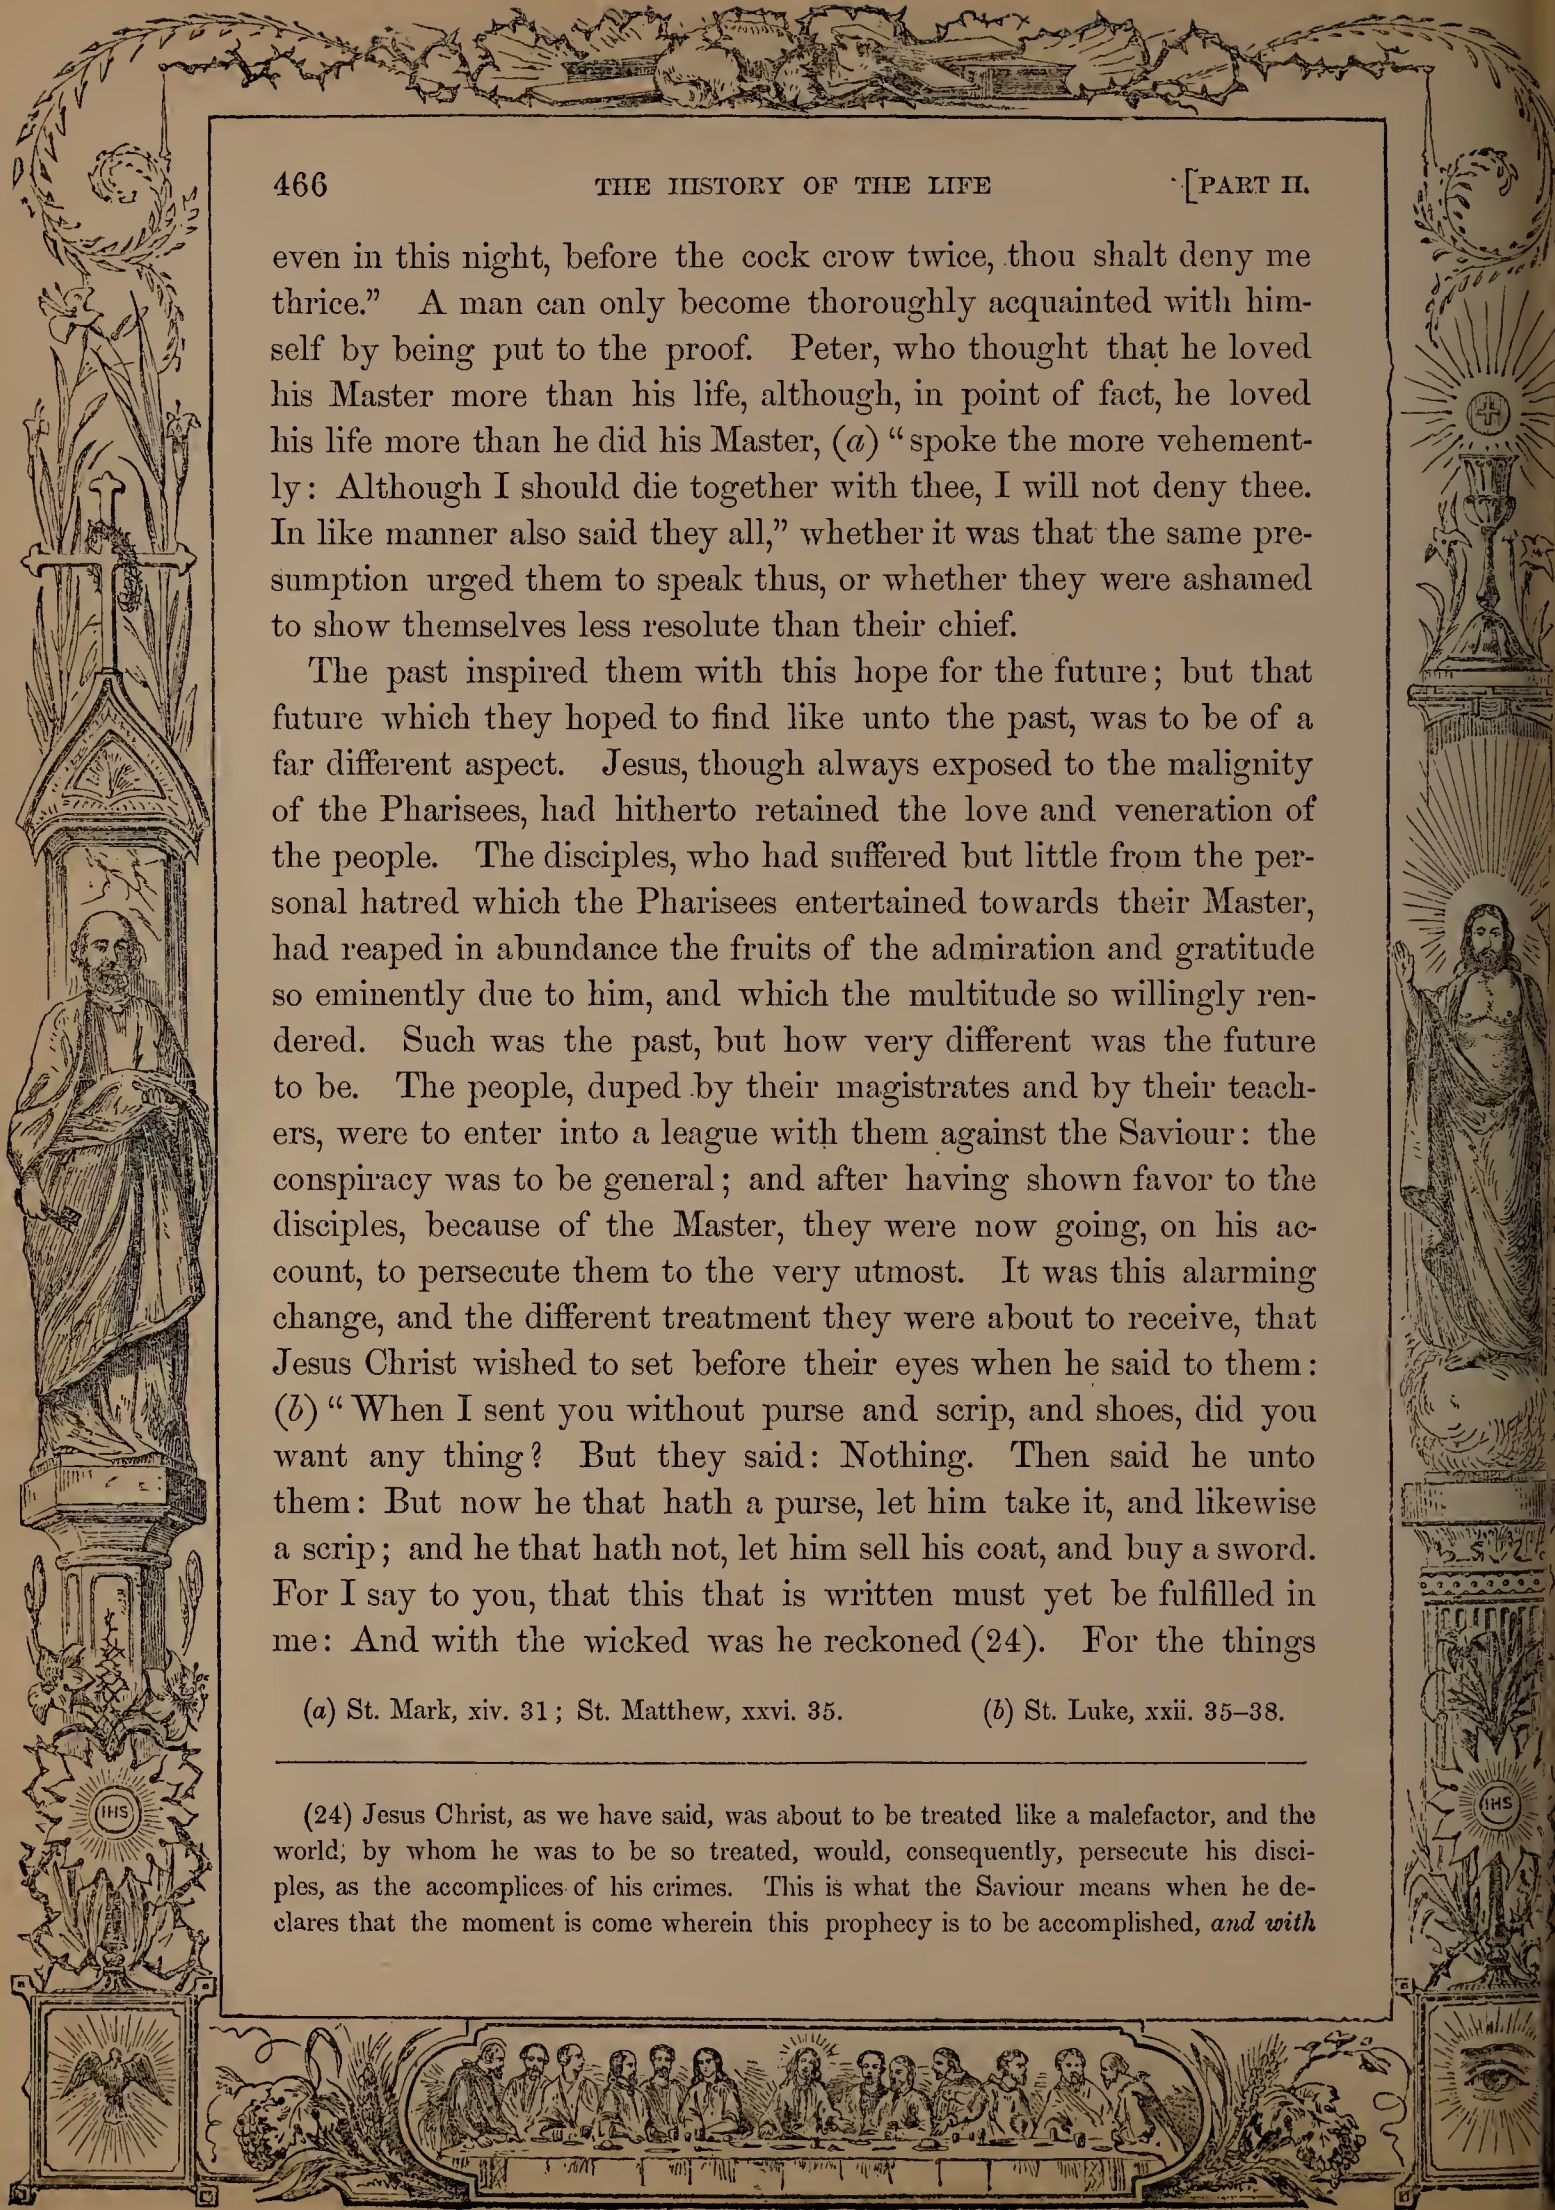 466 THE HISTORY OF THE LIFE [PART II.
even in this night, before the cock crow twice, thou shalt deny me
thrice.” A man can only become thoroughly acquainted with him-
self by being put to the proof. Peter, who thought that he loved
his Master more than his life, although, in point of fact, he loved
his life more than he did his Master, (a) “spoke the more vehement-
ly: Although I should die together with thee, I will not deny thee.
In like manner also said they all,” whether it was that the same pre-
sumption urged them to speak thus, or whether they were ashamed
to show themselves less resolute than their chief.
The past inspired them with this hope for the future; but that
future which they hoped to find like unto the past, was to be of a
far different aspect. Jesus, though always exposed to the malignity
of the Pharisees, had hitherto retained the love and veneration of
the people. The disciples, who had suffered but little from the per-
sonal hatred which the Pharisees entertained towards their Master,
had reaped in abundance the fruits of the admiration and gratitude
so eminently due to him, and which the multitude so willingly ren-
dered. Such was the past, but how very different was the future
to be. The people, duped by their magistrates and by their teach-
ers, were to enter into a league with them against the Saviour: the
conspiracy was to be general; and after having shown favor to the
disciples, because of the Master, they were now going, on his ac-
count, to persecute them to the very utmost. It was this alarming
change, and the different treatment they were about to receive, that
Jesus Christ wished to set before their eyes when he said to them:
(b) “When I sent you without purse and scrip, and shoes, did you
want any thing? But they said: Nothing. Then said he unto
them: But now he that hath a purse, let him take it, and likewise
a scrip; and he that hath not, let him sell his coat, and buy a sword.
For I say to you, that this that is written must yet be fulfilled in
me: And with the wicked was he reckoned (24). For the things
(a) St. Mark, xiv. 31; St. Matthew, xxvi. 35. (b) St. Luke, xxii. 35–38.
(24) Jesus Christ, as we have said, was about to be treated like a malefactor, and the
world, by whom he was to be so treated, would, consequently, persecute his disci-
ples, as the accomplices of his crimes. This is what the Saviour means when he de-
clares that the moment is come wherein this prophecy is to be accomplished, and with
IHS
IHS